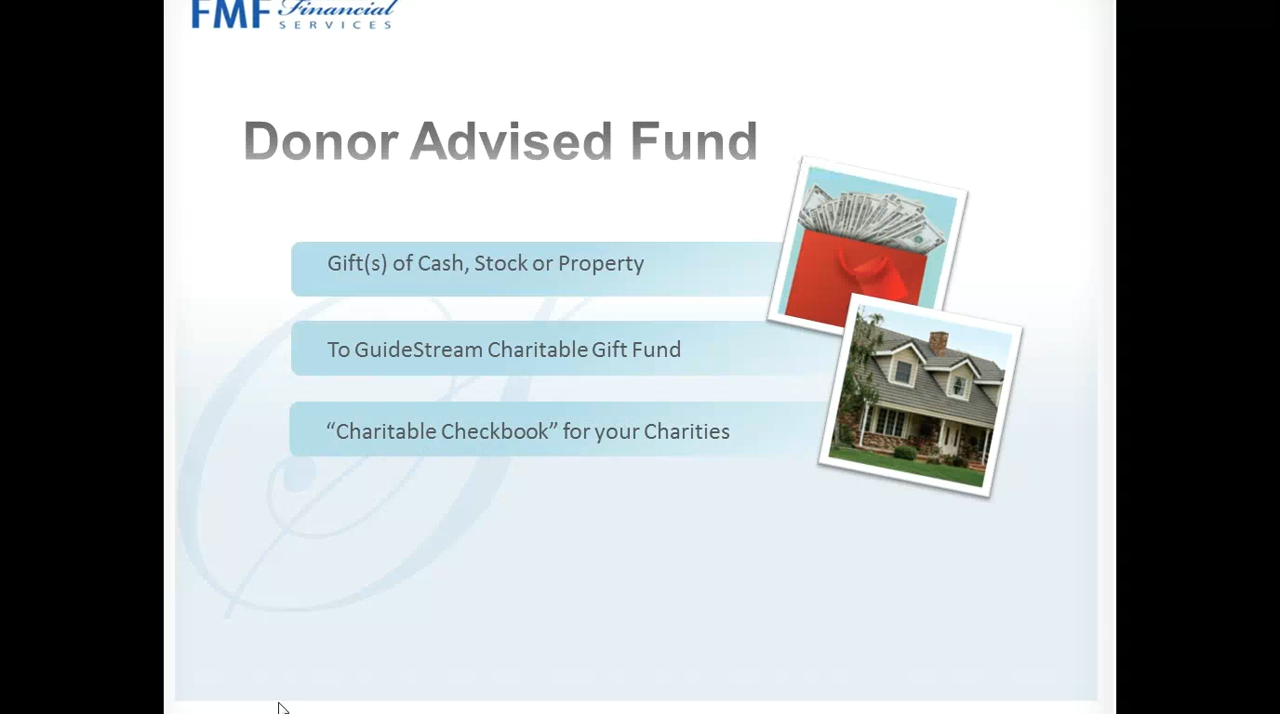 FMF Financial
SERVICES
Donor Advised Fund
Gift(s) of Cash, Stock or Property
To GuideStream Charitable Gift Fund
“Charitable Checkbook” for your Charities